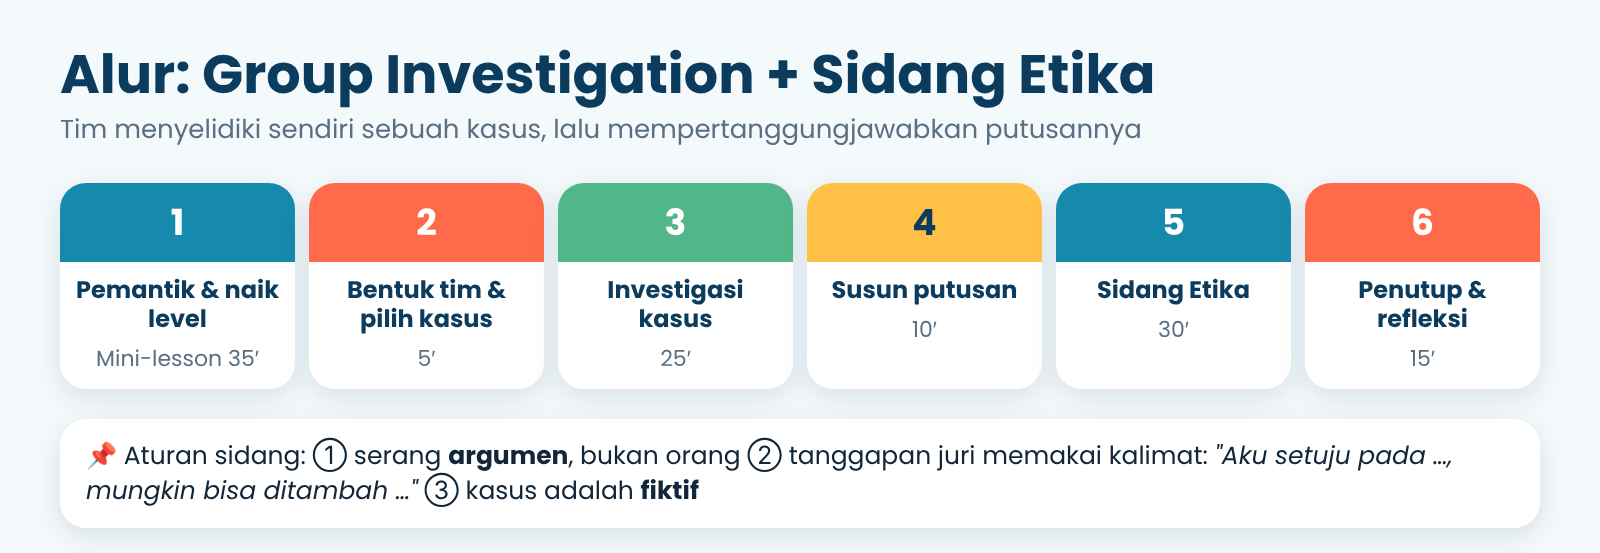 Alur: Group Investigation + Sidang Etika
Tim menyelidiki sendiri sebuah kasus, lalu mempertanggungjawabkan putusannya
1
Pemantik & naik
level
Mini-lesson 35′
2
Bentuk tim &
pilih kasus
5′
3
Investigasi
kasus
25′
4
Susun putusan
10′
5
Sidang Etika
30′
6
Penutup &
refleksi
15′
📌 Aturan sidang: ① serang argumen, bukan orang ② tanggapan juri memakai kalimat: "Aku setuju pada …,
mungkin bisa ditambah …" ③ kasus adalah fiktif